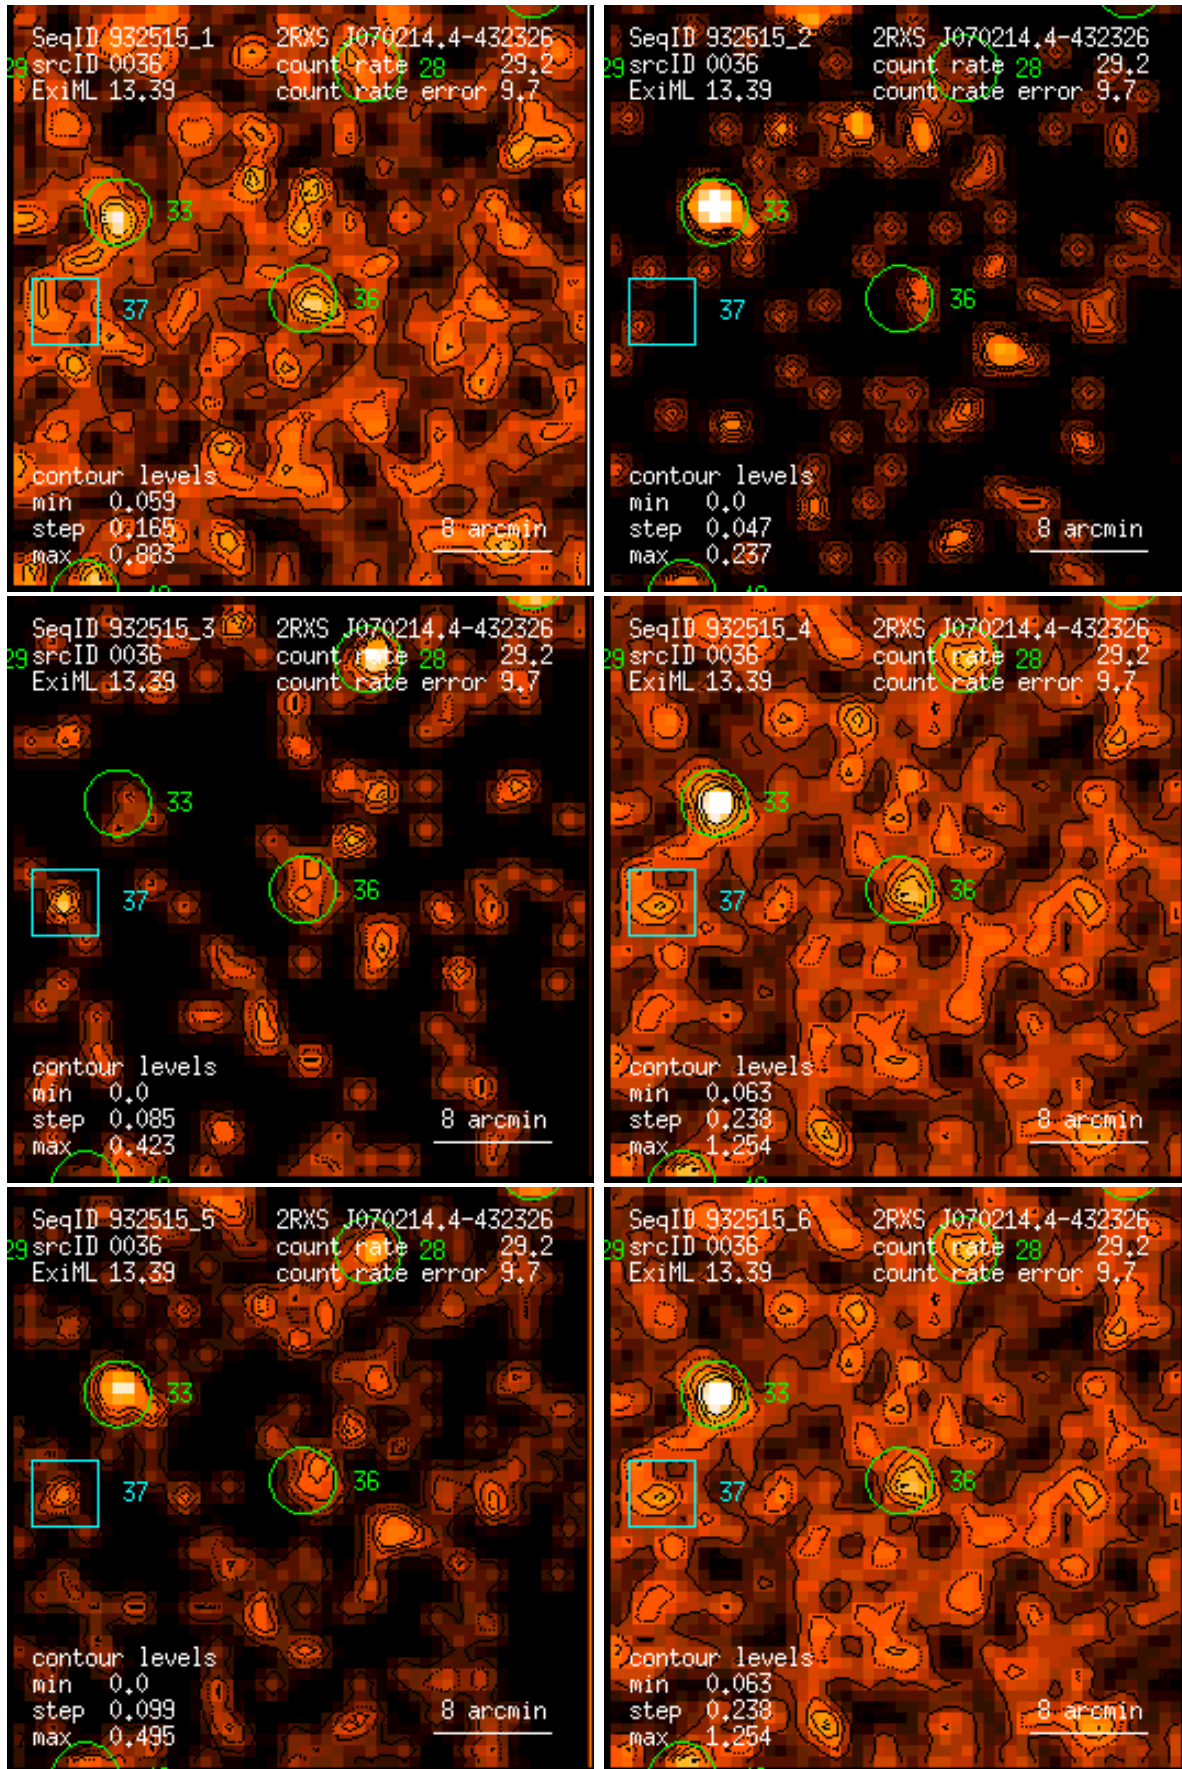 SeqID 932515_1 2RXS J070214.4-432326
29 srcID 0036 count rate 28 29.2
ExiML 13.39 count rate error 9.7
33
36
37
contour levels
min 0.059
step 0.165 8 arcmin
max 0.883
SeqID 932515_2 2RXS J070214.4-432326
29 srcID 0036 count rate 28 29.2
ExiML 13.39 count rate error 9.7
33
36
37
contour levels
min 0.0
step 0.047 8 arcmin
max 0.237
SeqID 932515_3 2RXS J070214.4-432326
29 srcID 0036 count rate 28 29.2
ExiML 13.39 count rate error 9.7
33
36
37
contour levels
min 0.0
step 0.085 8 arcmin
max 0.423
SeqID 932515_4 2RXS J070214.4-432326
29 srcID 0036 count rate 28 29.2
ExiML 13.39 count rate error 9.7
33
36
37
contour levels
min 0.063
step 0.238 8 arcmin
max 1.254
SeqID 932515_5 2RXS J070214.4-432326
29 srcID 0036 count rate 28 29.2
ExiML 13.39 count rate error 9.7
33
36
37
contour levels
min 0.0
step 0.099 8 arcmin
max 0.495
SeqID 932515_6 2RXS J070214.4-432326
29 srcID 0036 count rate 28 29.2
ExiML 13.39 count rate error 9.7
33
36
37
contour levels
min 0.063
step 0.238 8 arcmin
max 1.254